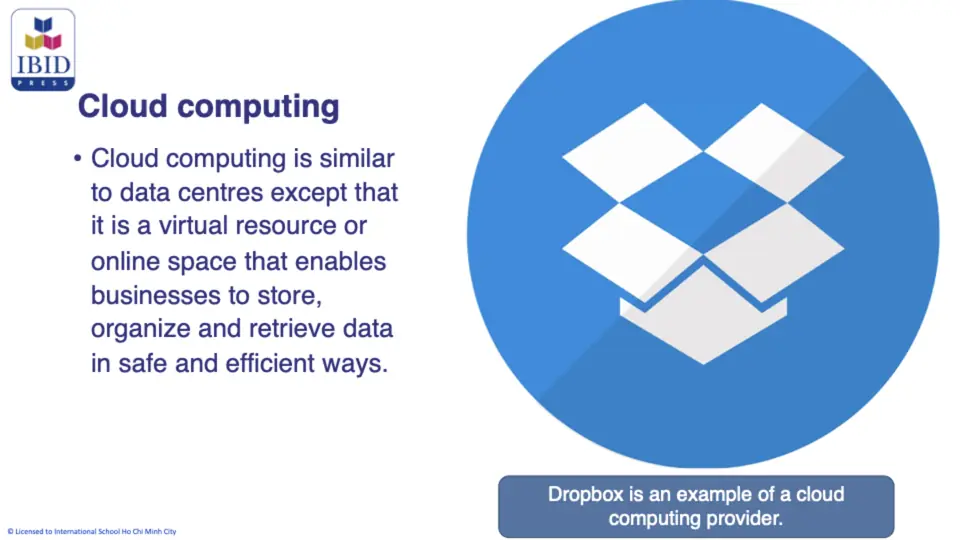 IBID
PRESS
Cloud computing
• Cloud computing is similar
to data centres except that
it is a virtual resource or
online space that enables
businesses to store,
organize and retrieve data
in safe and efficient ways.
Dropbox is an example of a cloud
computing provider.
© Licensed to International School Ho Chi Minh City